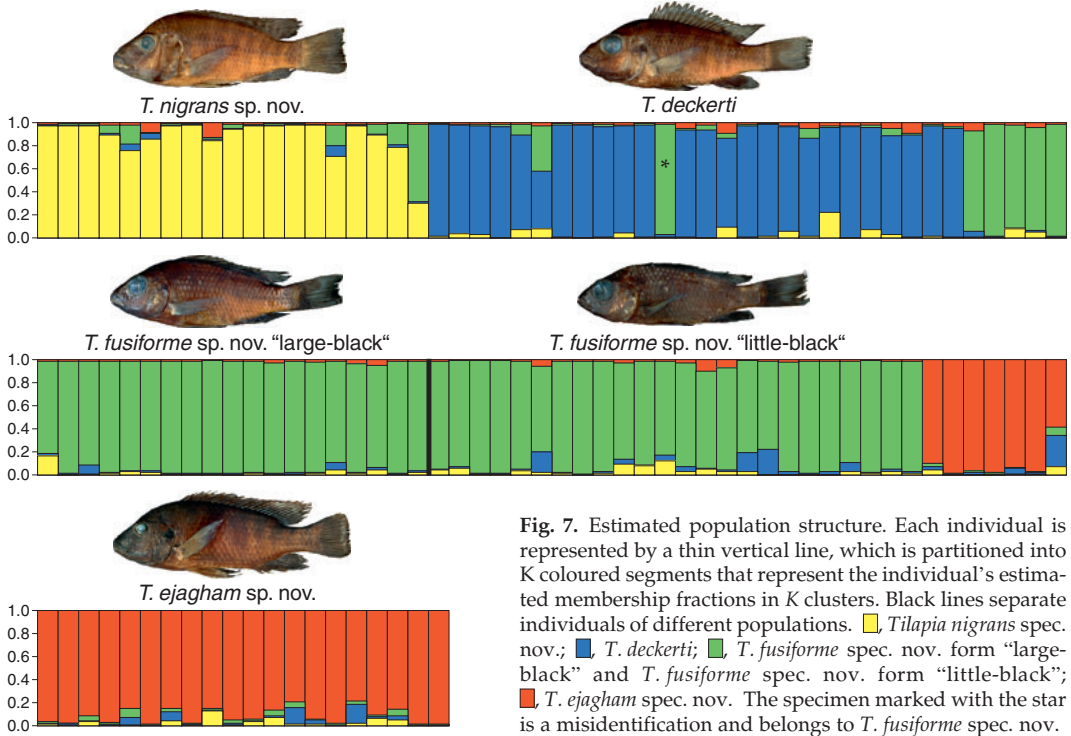 T. nigrans sp. nov.
T. deckerti
1.0
0.8
0.6
0.4
0.2
0.0
*
T. fusiforme sp. nov. "large-black"
T. fusiforme sp. nov. "little-black"
1.0
0.8
0.6
0.4
0.2
0.0
T. ejagham sp. nov.
1.0
0.8
0.6
0.4
0.2
0.0
Fig. 7. Estimated population structure. Each individual is
represented by a thin vertical line, which is partitioned into
K coloured segments that represent the individual's estima-
ted membership fractions in K clusters. Black lines separate
individuals of different populations. , Tilapia nigrans spec.
nov.; , T. deckerti; , T. fusiforme spec. nov. form "large-
black" and T. fusiforme spec. nov. form "little-black";
, T. ejagham spec. nov. The specimen marked with the star
is a misidentification and belongs to T. fusiforme spec. nov.